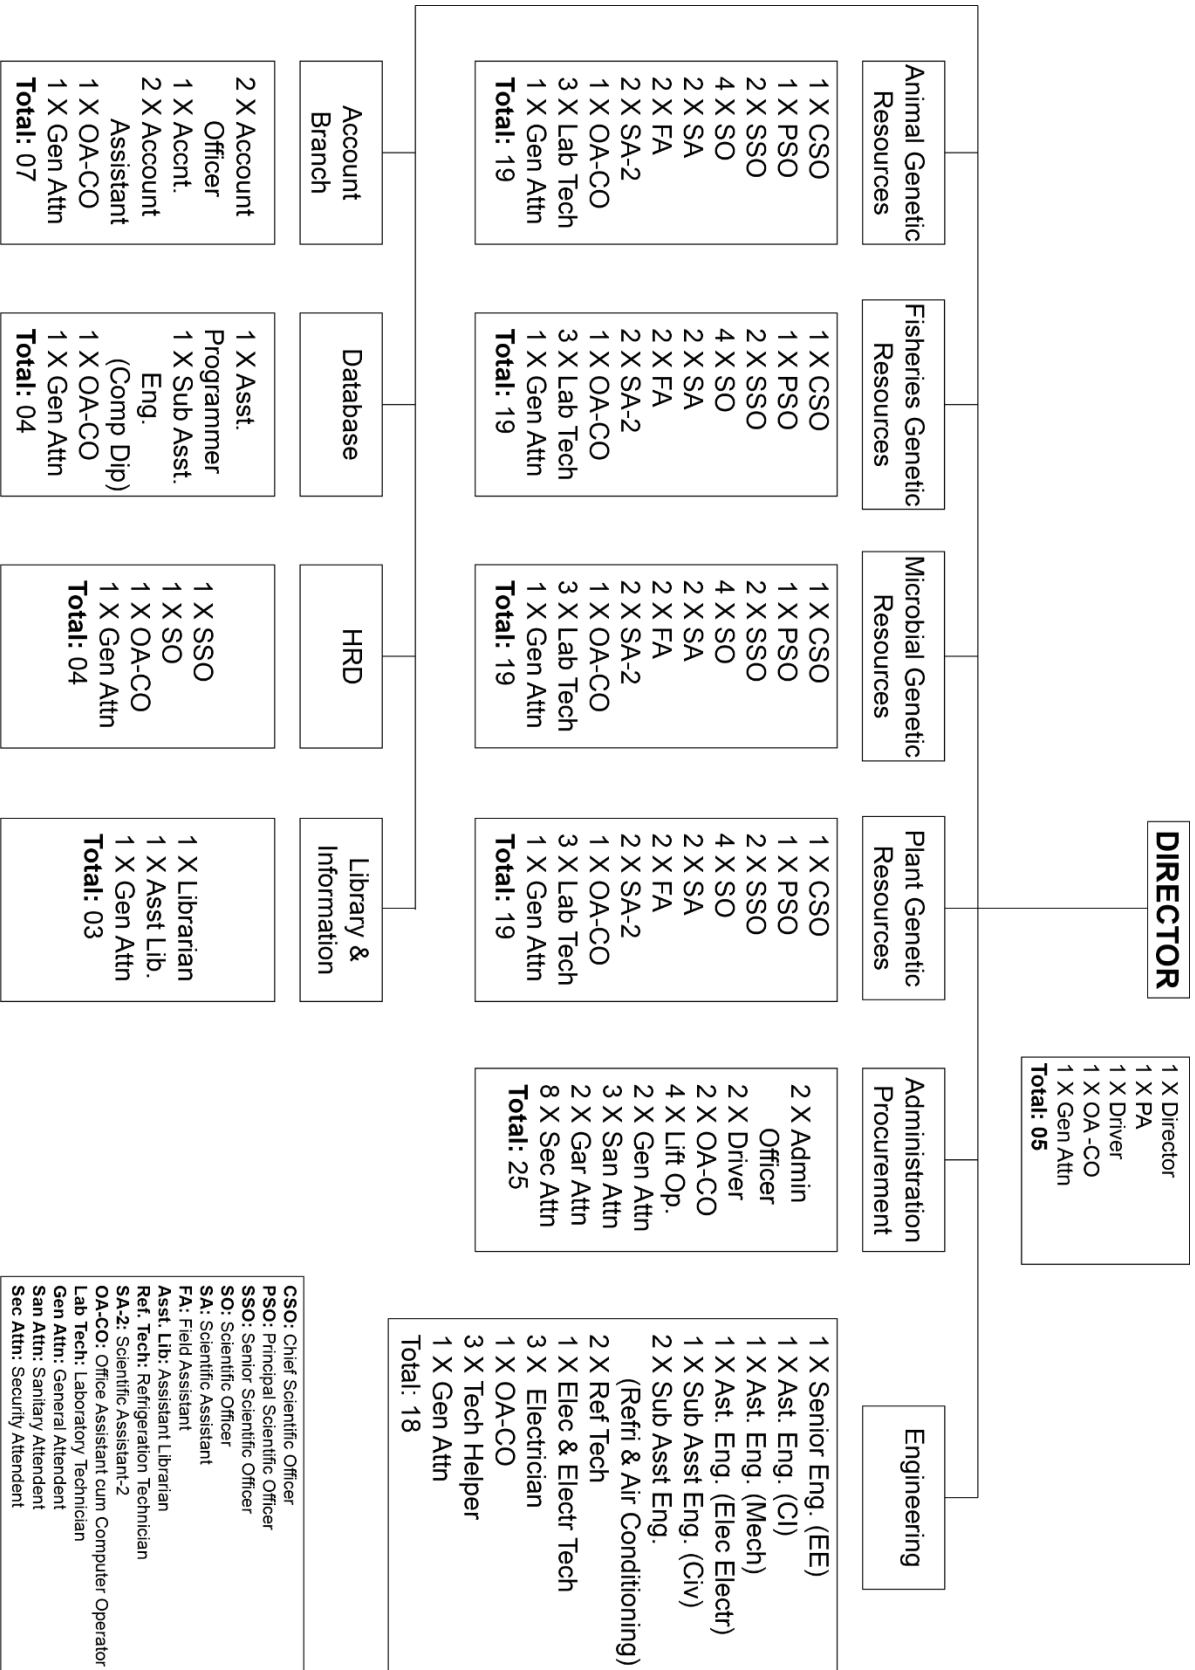 DIRECTOR
1 X Director
1 X PA
1 X Driver
1 X OA -CO
1 X Gen Attn
Total: 05
Animal Genetic
Resources
1 X CSO
1 X PSO
2 X SSO
4 X SO
2 X SA
2 X FA
2 X SA-2
1 X OA-CO
3 X Lab Tech
1 X Gen Attn
Total: 19
Fisheries Genetic
Resources
1 X CSO
1 X PSO
2 X SSO
4 X SO
2 X SA
2 X FA
2 X SA-2
1 X OA-CO
3 X Lab Tech
1 X Gen Attn
Total: 19
Microbial Genetic
Resources
1 X CSO
1 X PSO
2 X SSO
4 X SO
2 X SA
2 X FA
2 X SA-2
1 X OA-CO
3 X Lab Tech
1 X Gen Attn
Total: 19
Plant Genetic
Resources
1 X CSO
1 X PSO
2 X SSO
4 X SO
2 X SA
2 X FA
2 X SA-2
1 X OA-CO
3 X Lab Tech
1 X Gen Attn
Total: 19
Administration
Procurement
2 X Admin
Officer
2 X Driver
2 X OA-CO
4 X Lift Op.
2 X Gen Attn
3 X San Attn
2 X Gar Attn
8 X Sec Attn
Total: 25
Engineering
1 X Senior Eng. (EE)
1 X Ast. Eng. (CI)
1 X Ast. Eng. (Mech)
1 X Ast. Eng. (Elec Electr)
1 X Sub Asst Eng. (Civ)
2 X Sub Asst Eng.
(Refri & Air Conditioning)
2 X Ref Tech
1 X Elec & Electr Tech
3 X Electrician
1 X OA-CO
3 X Tech Helper
1 X Gen Attn
Total: 18
Account
Branch
2 X Account
Officer
1 X Accnt.
2 X Account
Assistant
1 X OA-CO
1 X Gen Attn
Total: 07
Database
1 X Asst.
Programmer
1 X Sub Asst.
Eng.
(Comp Dip)
1 X OA-CO
1 X Gen Attn
Total: 04
HRD
1 X SSO
1 X SO
1 X OA-CO
1 X Gen Attn
Total: 04
Library &
Information
1 X Librarian
1 X Asst Lib.
1 X Gen Attn
Total: 03
CSO: Chief Scientific Officer
PSO: Principal Scientific Officer
SSO: Senior Scientific Officer
SO: Scientific Officer
SA: Scientific Assistant
FA: Field Assistant
Asst. Lib: Assistant Librarian
Ref. Tech: Refrigeration Technician
SA-2: Scientific Assistant-2
OA-CO: Office Assistant cum Computer Operator
Lab Tech: Laboratory Technician
Gen Attn: General Attendent
San Attn: Sanitary Attendent
Sec Attn: Security Attendent